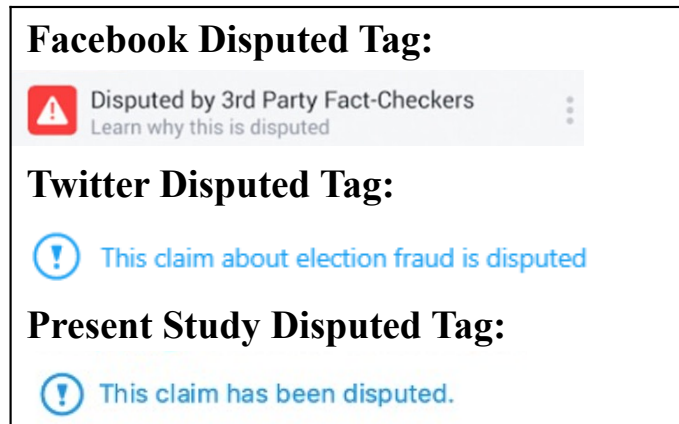 Facebook Disputed Tag:
Disputed by 3rd Party Fact-Checkers
Learn why this is disputed
Twitter Disputed Tag:
This claim about election fraud is disputed
Present Study Disputed Tag:
This claim has been disputed.